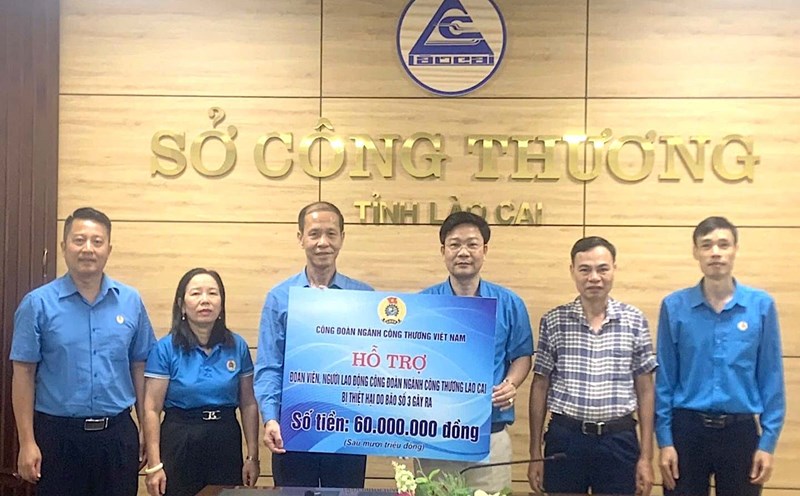 Laocai
SỞ CÔNG THƯƠNG
TỈNH LÀO CAI
CÔNG ĐOÀN NGÀNH CÔNG THƯƠNG VIỆT NAM
HỖ TRỢ
ĐOÀN VIÊN, NGƯỜI LAO ĐỘNG CÔNG ĐOÀN NGÀNH CÔNG THƯƠNG LÀO CAI
BỊ THIỆT HẠI DO BÃO SỐ 3 GÂY RA
Số tiền: 60.000.000 đồng
(Sáu mươi triệu đồng)